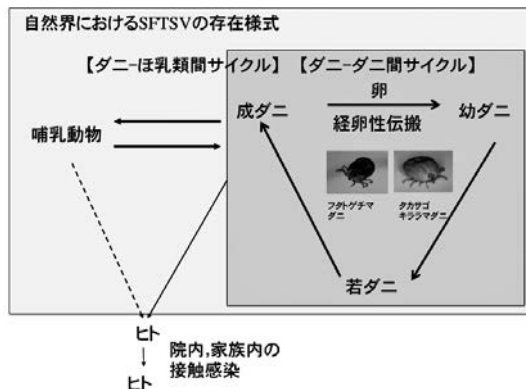 自然界におけるSFTSVの存在様式
【ダニ-ほ乳類間サイクル】
【ダニ-ダニ間サイクル】
卵
成ダニ
幼ダニ
経卵性伝搬
哺乳動物
フタトゲチマ
ダニ
タカサゴ
キララマダニ
若ダニ
ヒト
院内,家族内の
接触感染
ヒト